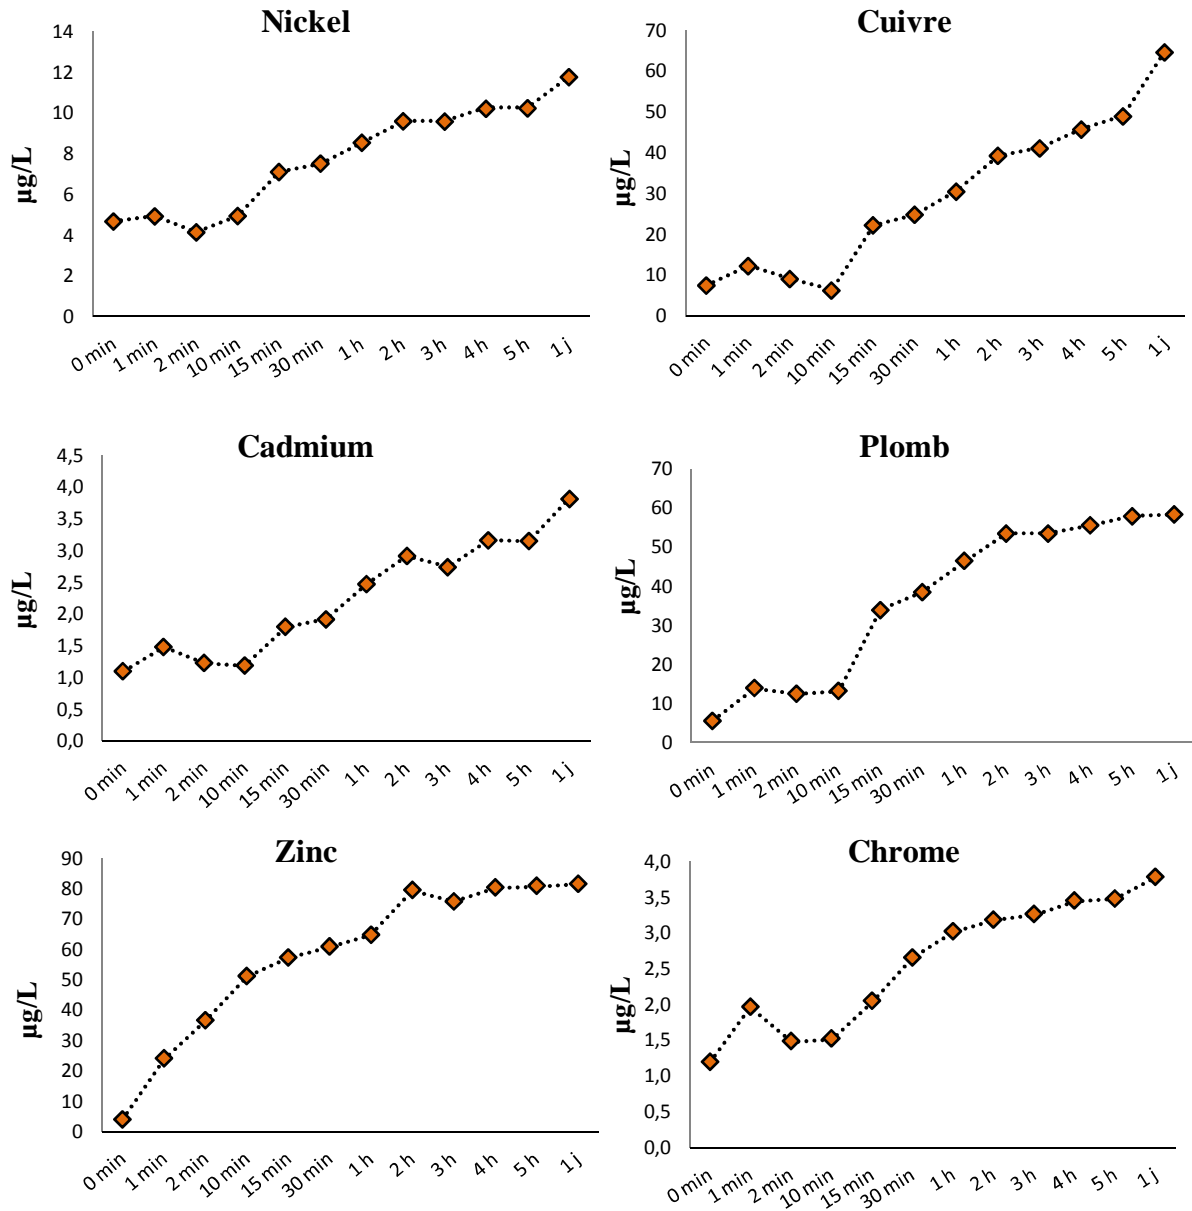 Nickel
14
12
10
8
6
4
2
0
µg/L
0 min
1 min
2 min
10 min
15 min
30 min
1 h
2 h
3 h
4 h
5 h
1 j
Cuivre
70
60
50
40
30
20
10
0
µg/L
0 min
1 min
2 min
10 min
15 min
30 min
1 h
2 h
3 h
4 h
5 h
1 j
Cadmium
4,5
4,0
3,5
3,0
2,5
2,0
1,5
1,0
0,5
0,0
µg/L
0 min
1 min
2 min
10 min
15 min
30 min
1 h
2 h
3 h
4 h
5 h
1 j
Plomb
70
60
50
40
30
20
10
0
µg/L
0 min
1 min
2 min
10 min
15 min
30 min
1 h
2 h
3 h
4 h
5 h
1 j
Zinc
90
80
70
60
50
40
30
20
10
0
µg/L
0 min
1 min
2 min
10 min
15 min
30 min
1 h
2 h
3 h
4 h
5 h
1 j
Chrome
4,0
3,5
3,0
2,5
2,0
1,5
1,0
0,5
0,0
µg/L
0 min
1 min
2 min
10 min
15 min
30 min
1 h
2 h
3 h
4 h
5 h
1 j